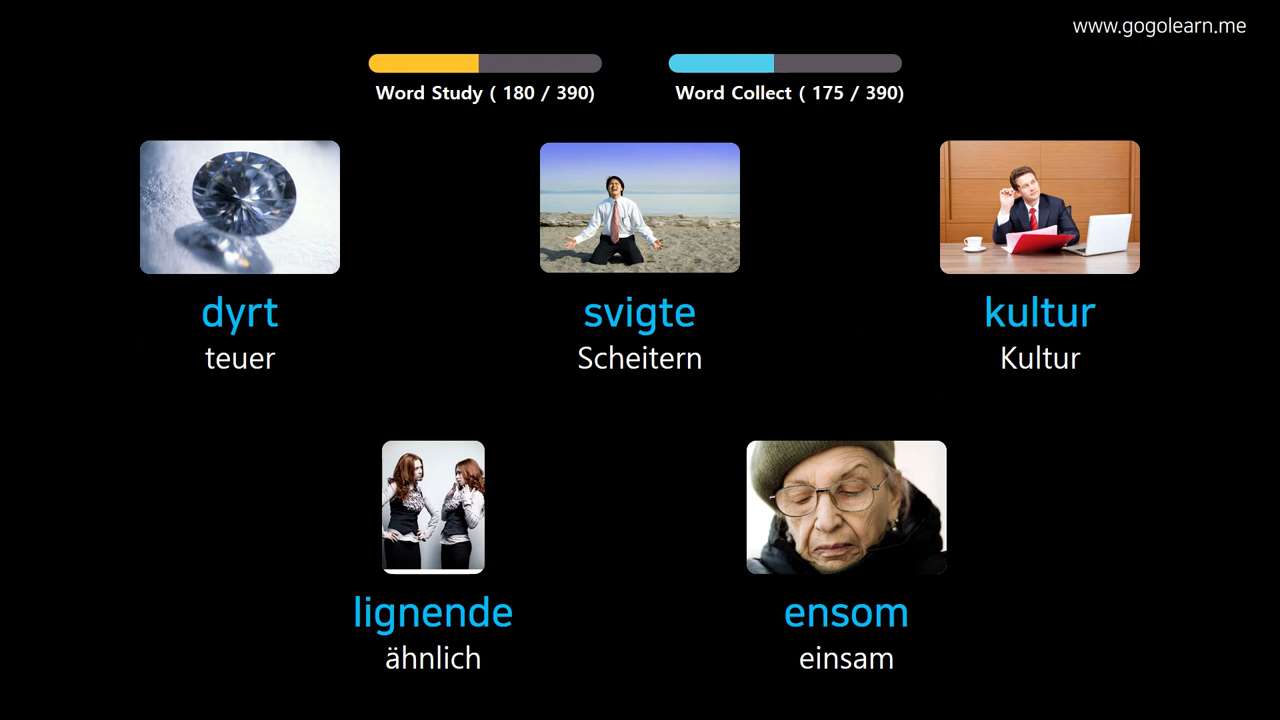 www.gogolearn.me
Word Study ( 180 / 390)
Word Collect ( 175 / 390)
dyrt
teuer
svigte
Scheitern
kultur
Kultur
lignende
ähnlich
ensom
einsam